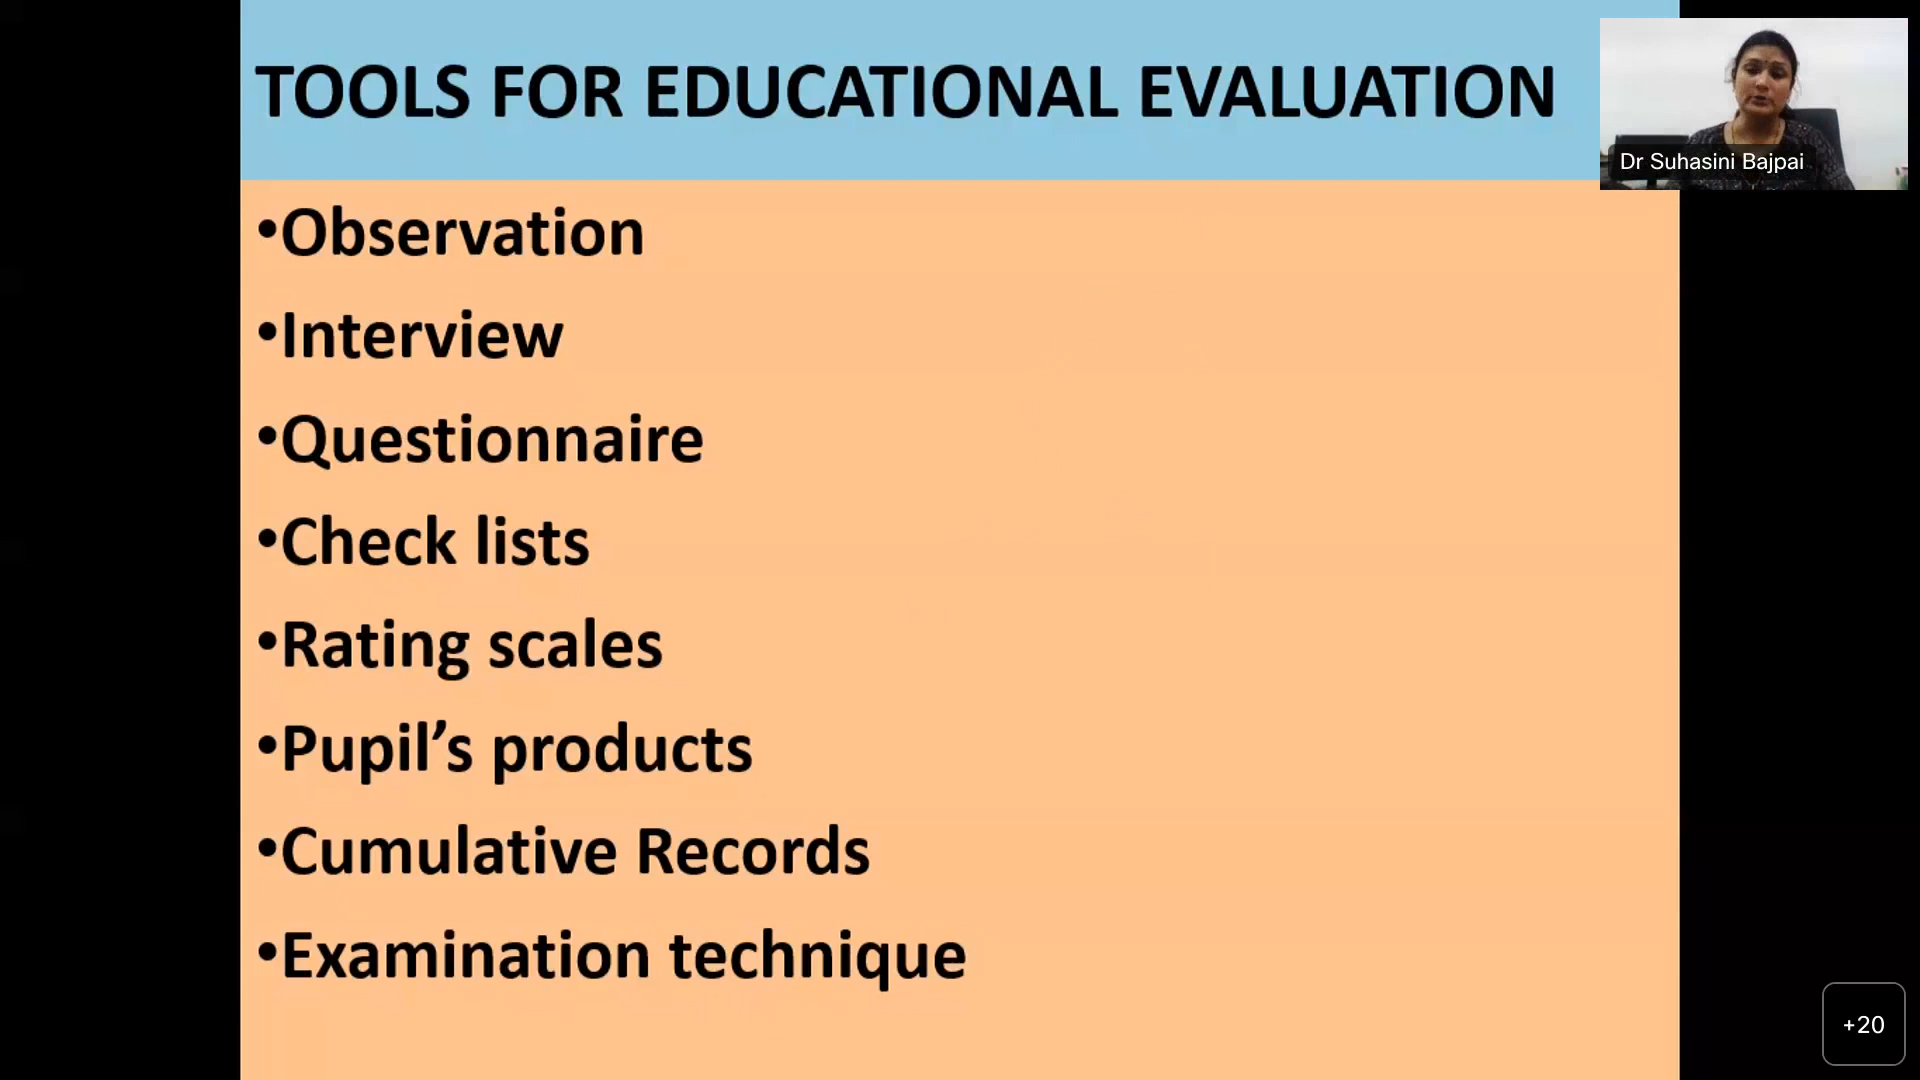 TOOLS FOR EDUCATIONAL EVALUATION
Dr Suhasini Bajpai
•Observation
•Interview
•Questionnaire
•Check lists
•Rating scales
•Pupil’s products
•Cumulative Records
•Examination technique
+20